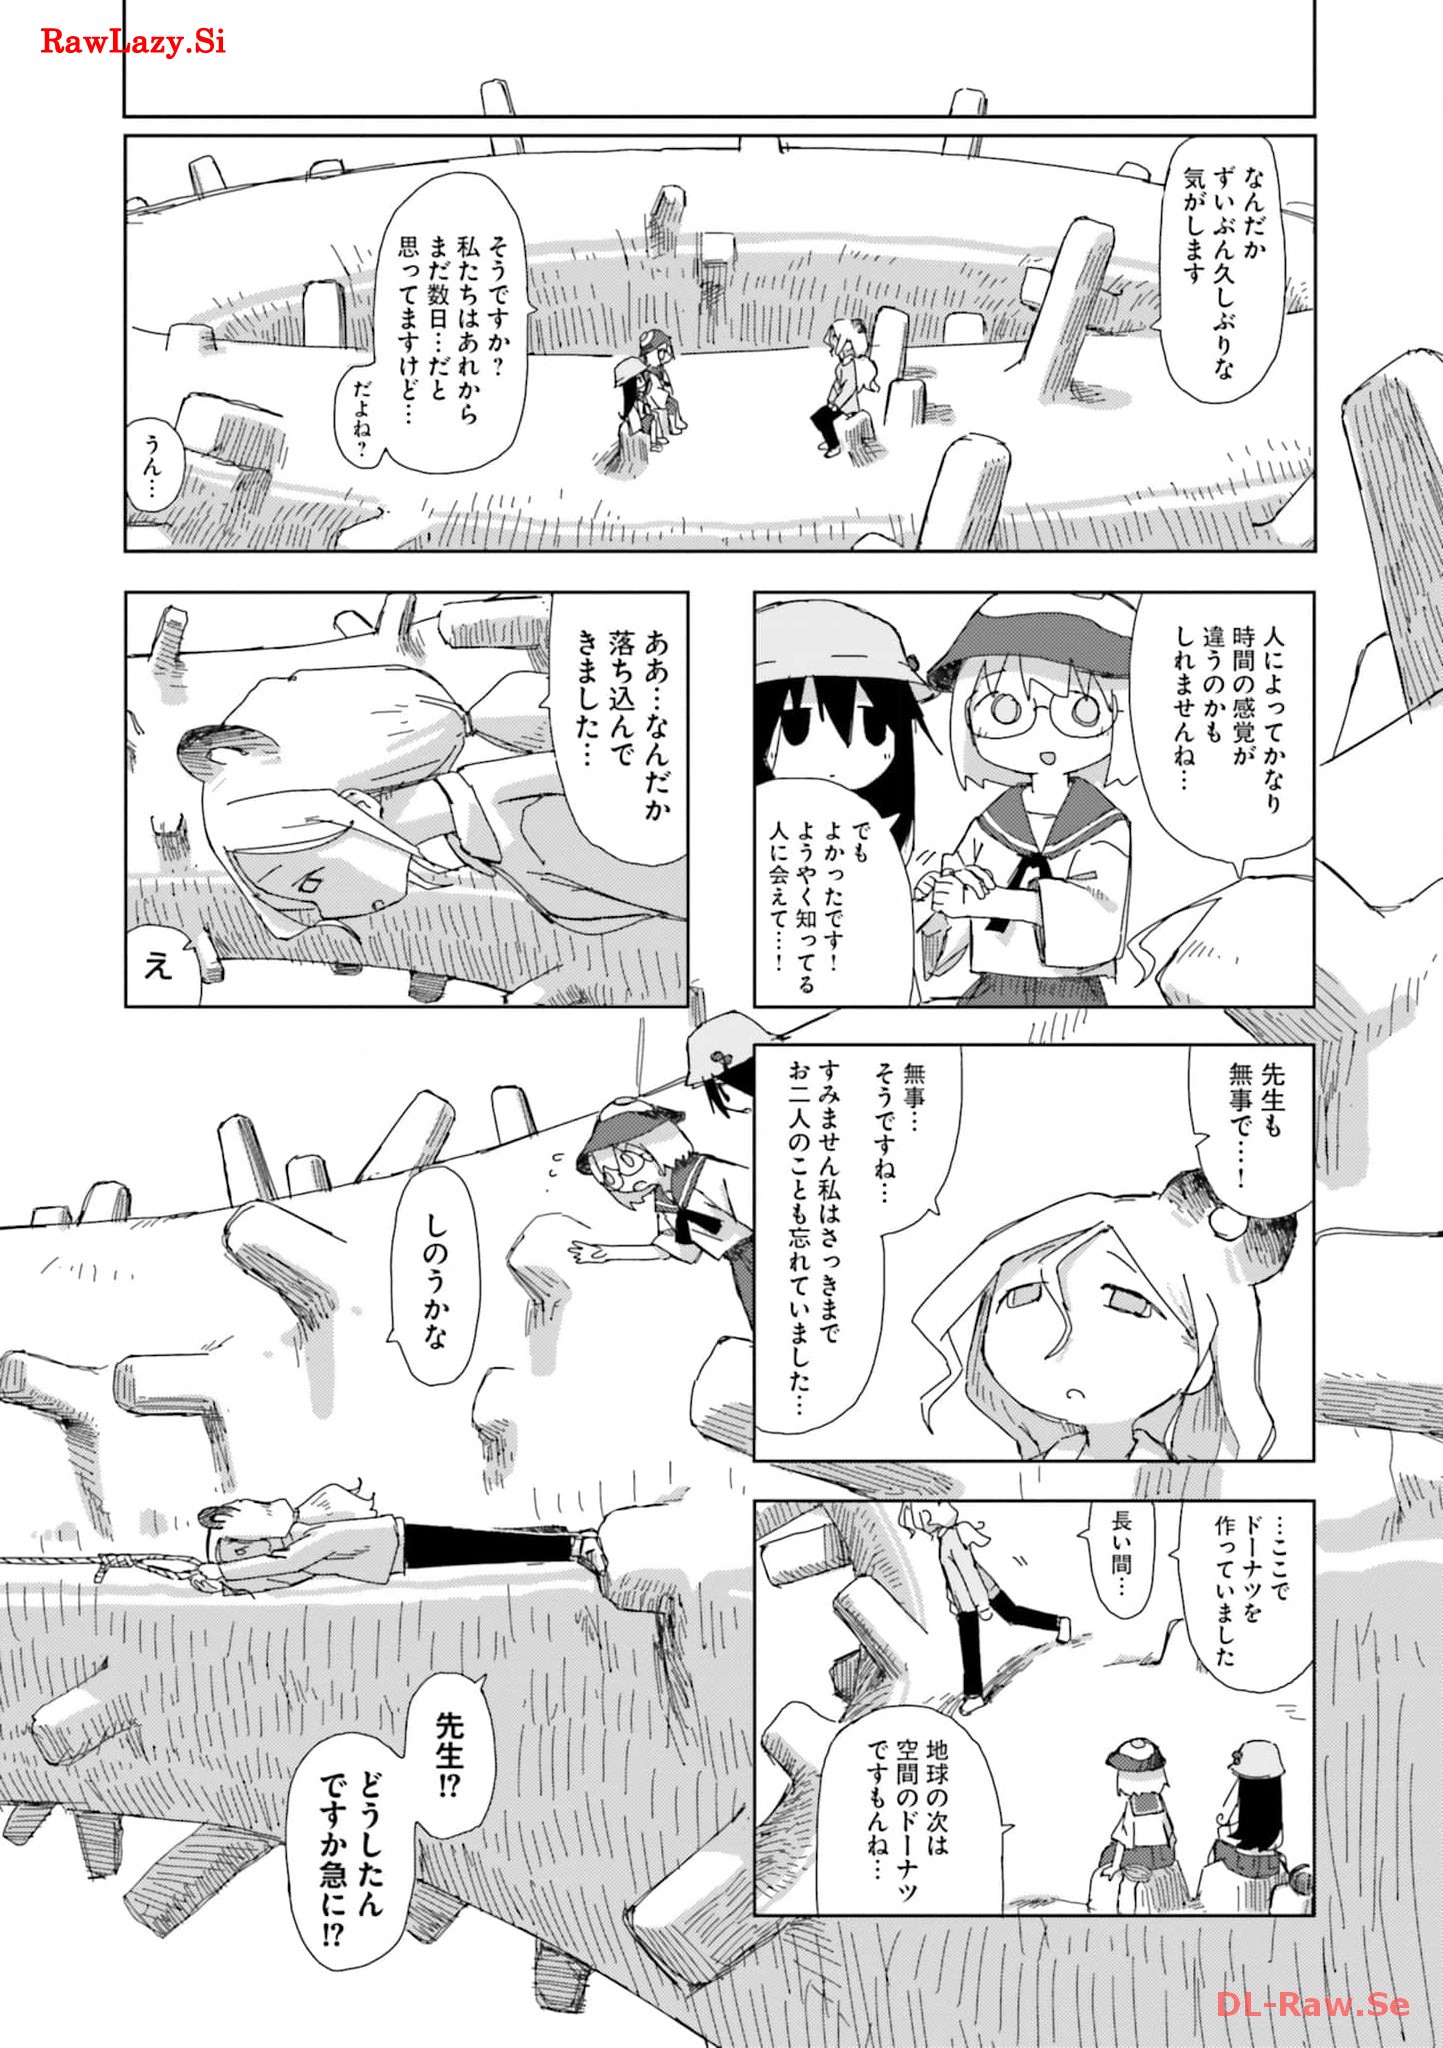 RawLazy.Si
なんだか
ずいぶん久しぶりな
気がします
そうですか?
私たちはあれから
まだ数日…だと
思ってますけど…
だよね?
うん…
人によってかなり
時間の感覚が
違うのかも
しれませんね…
でも
よかったです!
ようやく知ってる
人に会えて……!
先生も
無事で…!
無事…
そうですね…
すみません私はさっきまで
お二人のことも忘れていました…
…ここで
ドーナツを
作っていました
長い間…
地球の次は
空間のドーナツ
ですもんね…
ああ…なんだか
落ち込んで
きました…
え
しのうかな
先生!?
どうしたん
ですか急に!?
DL-Raw.Se